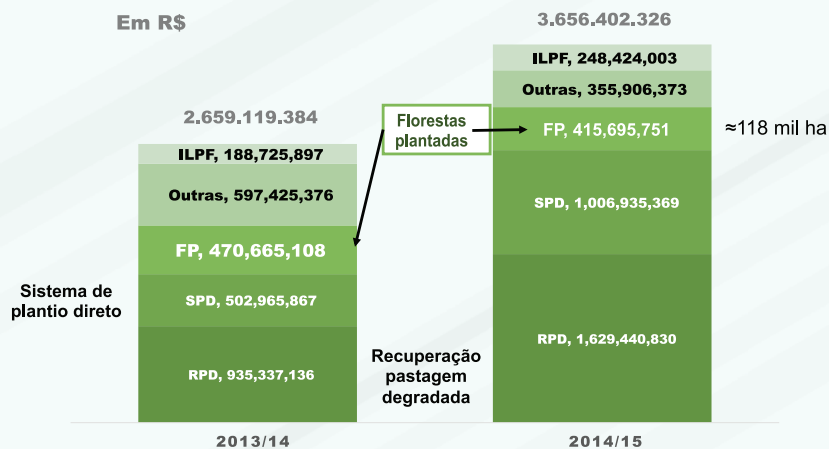 Em R$
3.656.402.326
ILPF, 248,424,003
Outras, 355,906,373
2.659.119.384
Florestas
plantadas
FP, 415,695,751
≈118 mil ha
ILPF, 188,725,897
Outras, 597,425,376
SPD, 1,006,935,369
FP, 470,665,108
Sistema de
plantio direto
SPD, 502,965,867
RPD, 1,629,440,830
Recuperação
pastagem
degradada
RPD, 935,337,136
2013/14
2014/15